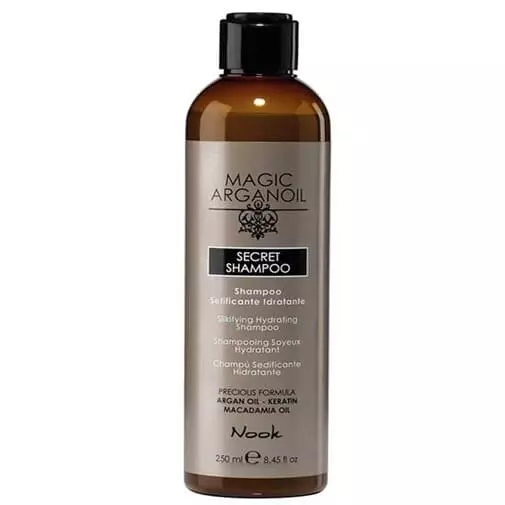 MAGIC
ARGANOIL
SECRET
SHAMPOO
Shampoo
Setificante Idratante
Silkifying Hydrating
Shampoo
Shampooing Soyeux
Hydratant
Champú Sedificante
Hidratante
PRECIOUS FORMULA
ARGAN OIL - KERATIN
MACADAMIA OIL
Nook
250 ml e 8,45 fl oz